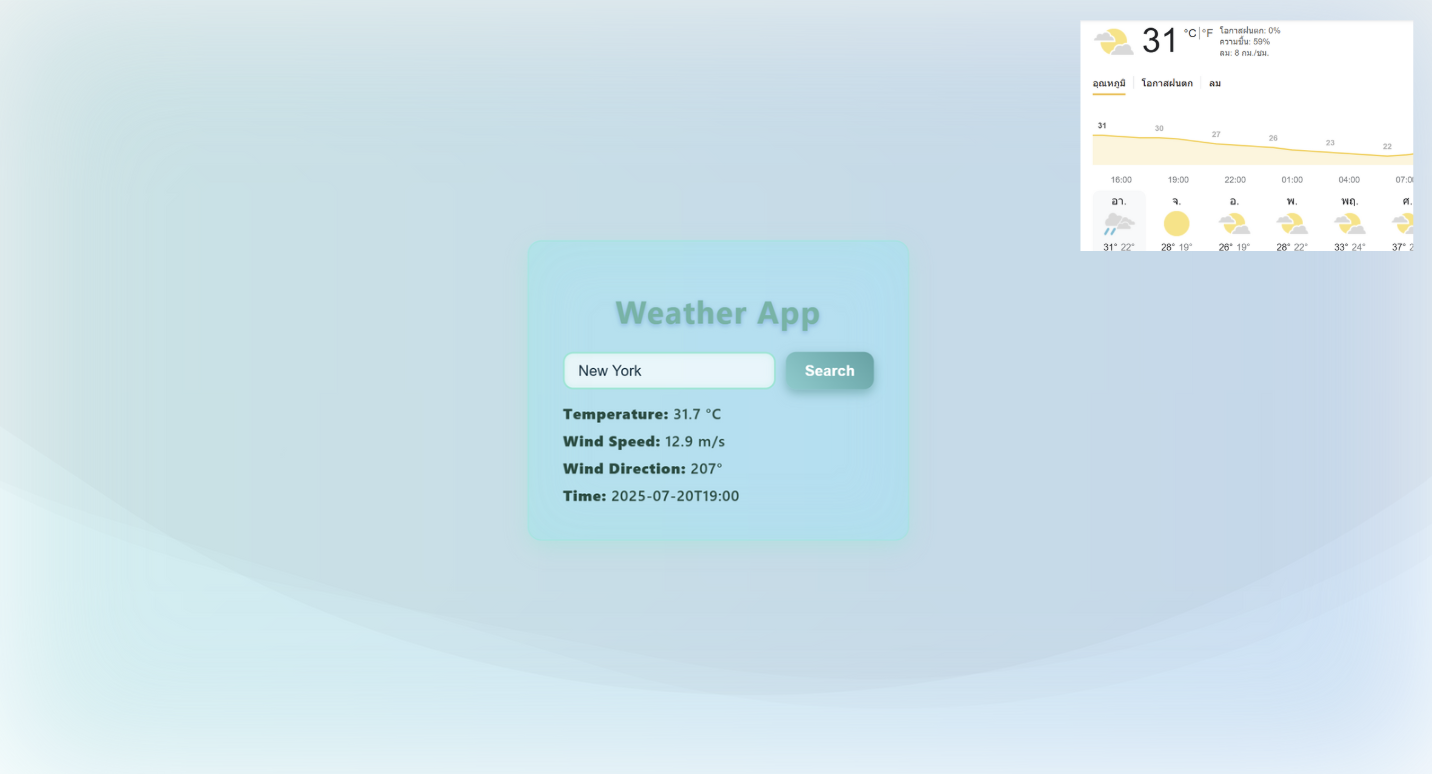 31 °C|°F
โอกาสฝนตก: 0%
ความชื้น: 59%
ลม: 8 กม./ชม.
อุณหภูมิ โอกาสฝนตก ลม
31 30 27 26 23 22
16:00 19:00 22:00 01:00 04:00
อา. จ. อ. พ. พฤ. ศ.
31° 22° 28° 19° 26° 19° 28° 22° 33° 24° 37°
Weather App
New York Search
Temperature: 31.7 °C
Wind Speed: 12.9 m/s
Wind Direction: 207°
Time: 2025-07-20T19:00